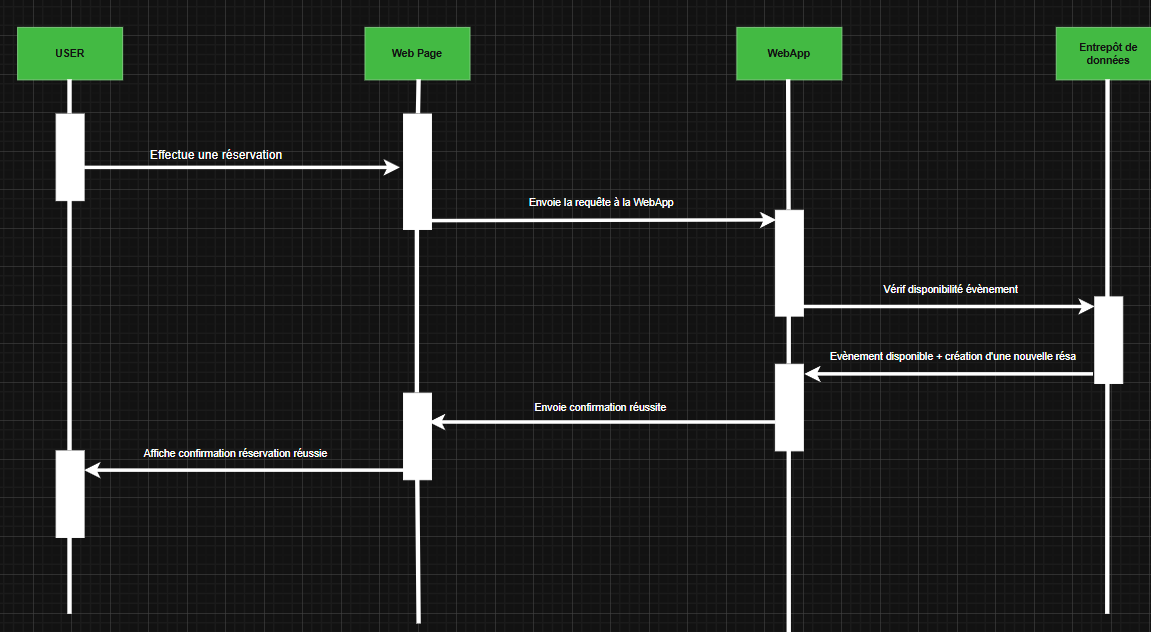 USER
Web Page
WebApp
Entrepôt de
données
Effectue une réservation
Envoie la requête à la WebApp
Vérif disponibilité évènement
Evènement disponible + création d'une nouvelle résa
Envoie confirmation réussite
Affiche confirmation réservation réussie